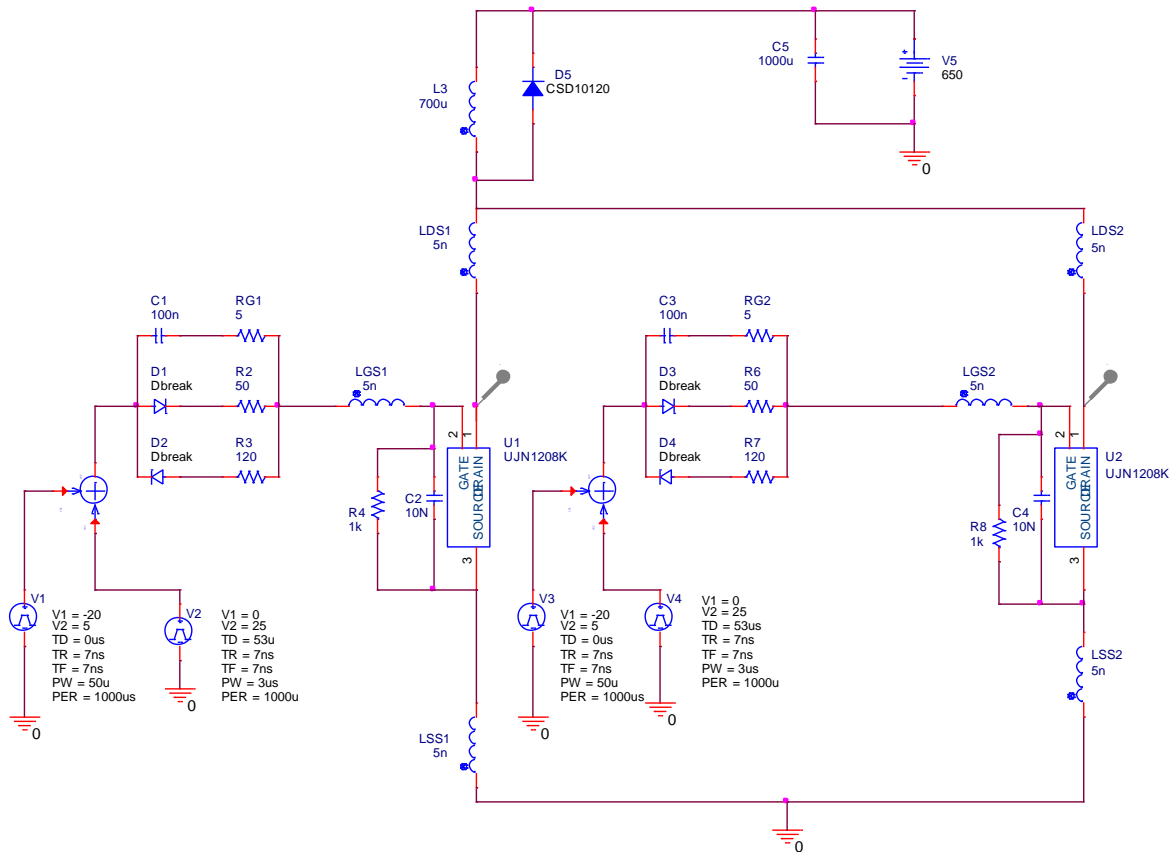 C5
1000u
V5
650
D5
CSD10120
L3
700u
0
LDS1
5n
LDS2
5n
C1
100n
RG1
5
C3
100n
RG2
5
D1
Dbreak
R2
50
LGS1
5n
D3
Dbreak
R6
50
LGS2
5n
D2
Dbreak
R3
120
D4
Dbreak
R7
120
2
1
GATE
DRAIN
SOURCE
3
U1
UJN1208K
2
1
GATE
DRAIN
SOURCE
3
U2
UJN1208K
R4
1k
C2
10N
R8
1k
C4
10N
V1
V1 = -20
V2 = 5
TD = 0us
TR = 7ns
TF = 7ns
PW = 50u
PER = 1000us
0
V2
V1 = 0
V2 = 25
TD = 53u
TR = 7ns
TF = 7ns
PW = 3us
PER = 1000u
0
V3
V1 = -20
V2 = 5
TD = 0us
TR = 7ns
TF = 7ns
PW = 50u
PER = 1000us
0
V4
V1 = 0
V2 = 25
TD = 53us
TR = 7ns
TF = 7ns
PW = 3us
PER = 1000u
0
LSS2
5n
LSS1
5n
0